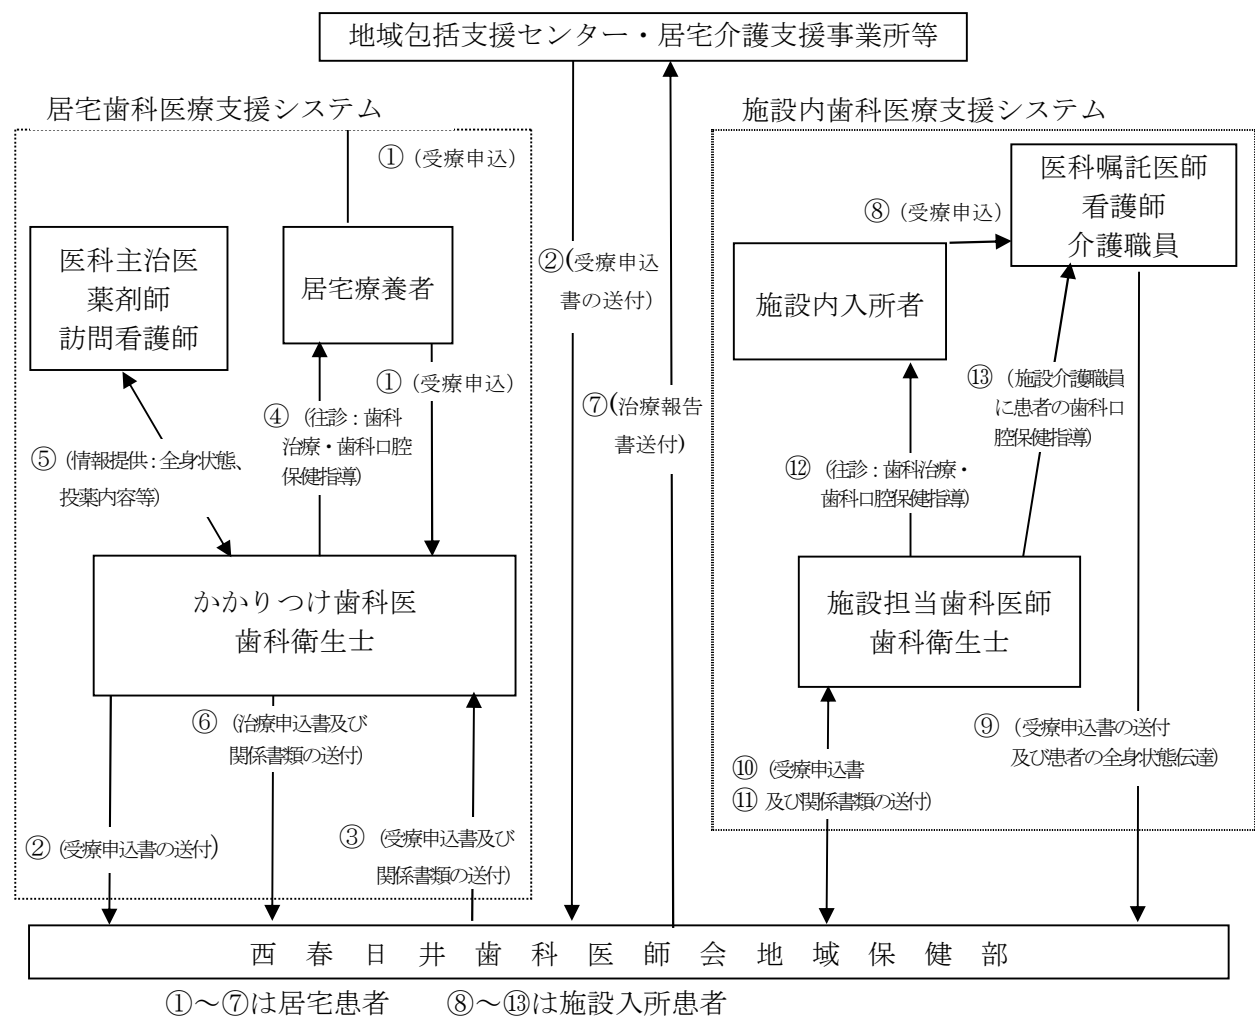 地域包括支援センター・居宅介護支援事業所等
居宅歯科医療支援システム
①（受療申込）
医科主治医
薬剤師
訪問看護師
居宅療養者
①（受療申込）
④（往診：歯科
治療・歯科口腔
保健指導）
⑤（情報提供：全身状態、
投薬内容等）
かかりつけ歯科医
歯科衛生士
⑥（治療申込書及び
関係書類の送付）
②（受療申込書の送付）
③（受療申込書及び
関係書類の送付）
②(受療申込
書の送付）
⑦(治療報告
書送付)
施設内歯科医療支援システム
医科嘱託医師
看護師
介護職員
⑧（受療申込）
施設内入所者
⑬（施設介護職員
に患者の歯科口
腔保健指導）
⑫（往診：歯科治療・
歯科口腔保健指導）
施設担当歯科医師
歯科衛生士
⑨（受療申込書の送付
及び患者の全身状態伝達）
⑩（受療申込書
⑪ 及び関係書類の送付）
西春日井歯科医師会地域保健部
①～⑦は居宅患者　⑧～⑬は施設入所患者